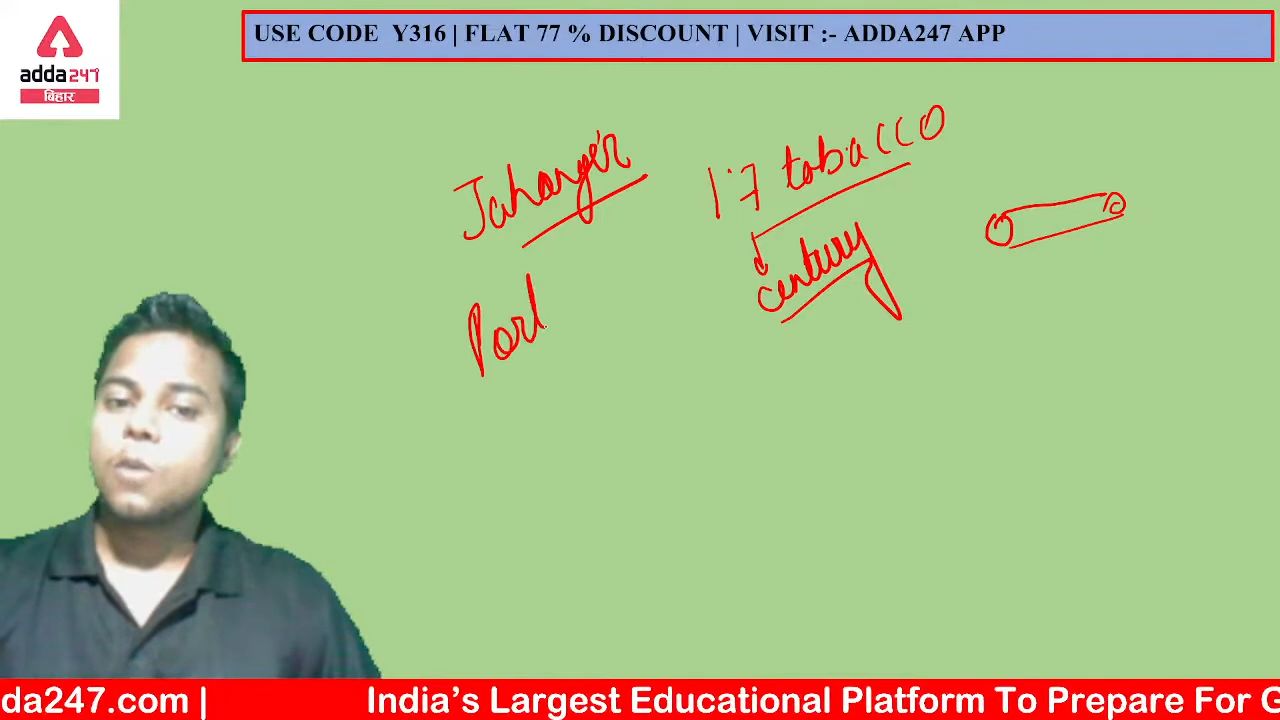 USE CODE Y316 | FLAT 77 % DISCOUNT | VISIT :- ADDA247 APP
adda247
बिहार
Jahangir
17 tobacco
century
Port
da247.com |
India’s Largest Educational Platform To Prepare For G